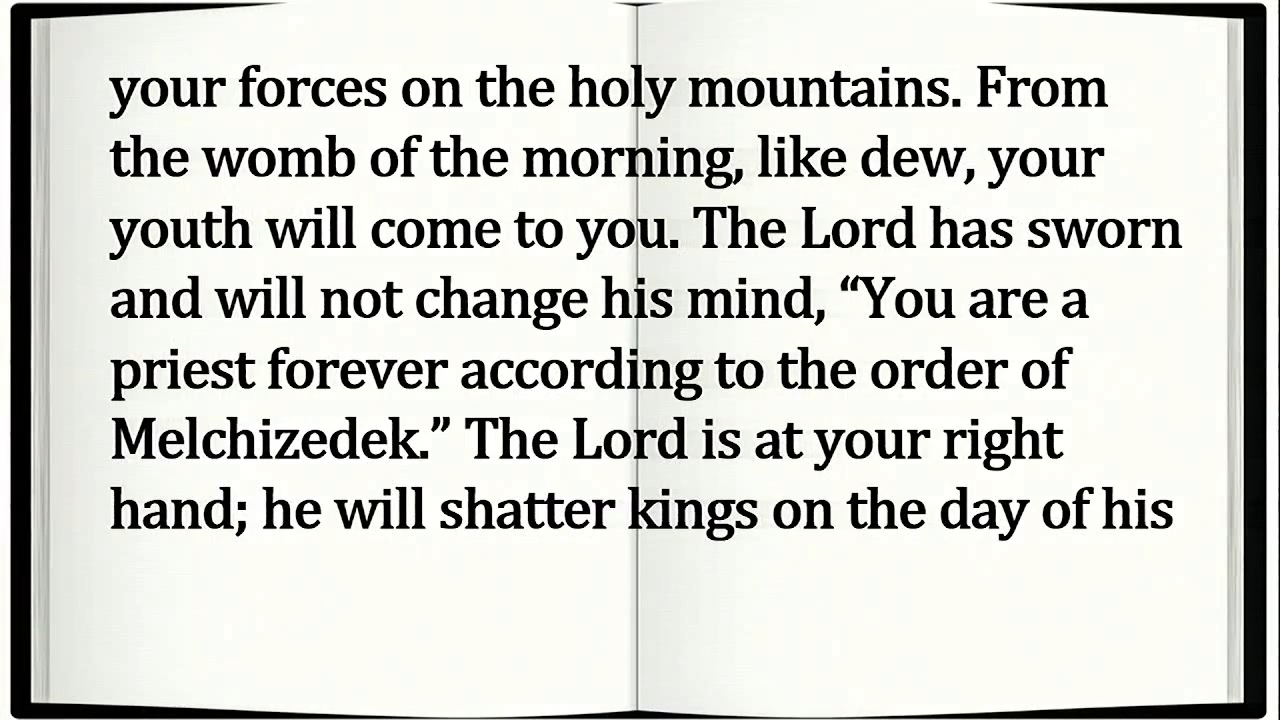 your forces on the holy mountains. From
the womb of the morning, like dew, your
youth will come to you. The Lord has sworn
and will not change his mind, “You are a
priest forever according to the order of
Melchizedek.” The Lord is at your right
hand; he will shatter kings on the day of his